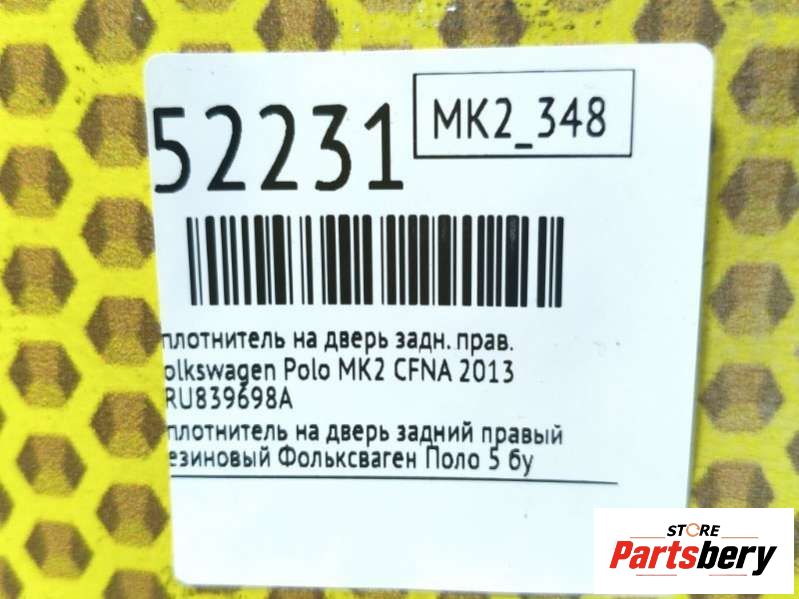 52231
MK2_348
плотнитель на дверь задн. прав.
olkswagen Polo MK2 CFNA 2013
RU839698A
плотнитель на дверь задний правый
езиновый Фольксваген Поло 5 бу
STORE
Partsbery